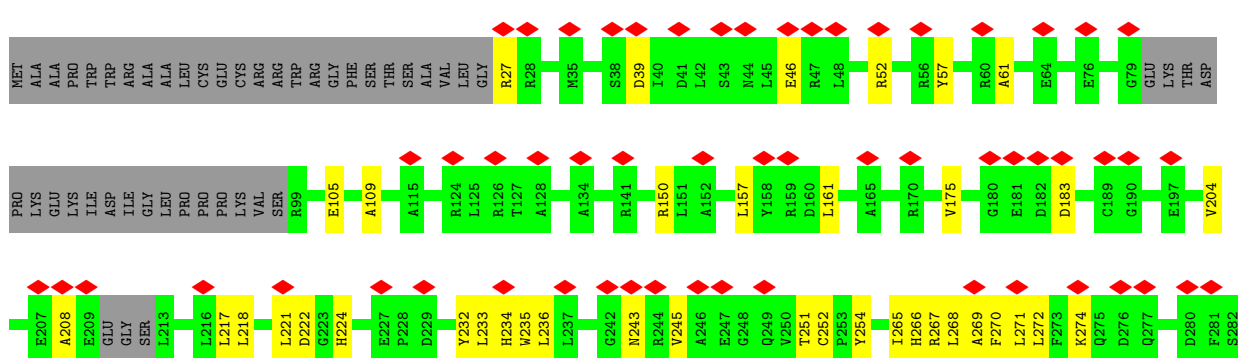 MET ALA ALA PRO TRP TRP ARG ALA ALA LEU CYS GLU CYS ARG ARG TRP ARG GLY PHE SER THR SER ALA VAL LEU GLY R27 R28 M35 S38 D39 I40 D41 L42 S43 N44 L45 E46 R47 L48 R52 R56 Y57 R60 A61 E64 E76 G79 GLU LYS THR ASP
PRO LYS GLU LYS ILE ASP ILE GLY LEU PRO PRO PRO LYS VAL SER R99 E105 A109 A115 R124 L125 R126 T127 A128 A134 R141 R150 L151 A152 L157 Y158 R159 D160 L161 A165 R170 V175 G180 E181 D182 D183 C189 G190 E197 V204
E207 A208 E209 GLU GLY SER L213 L216 L217 L218 L221 D222 G223 H224 E227 P228 D229 Y232 L233 H234 W235 L236 L237 G242 N243 R244 V245 A246 E247 G248 Q249 V250 T251 C252 P253 Y254 I265 H266 R267 L268 A269 F270 L271 L272 F273 K274 Q275 D276 Q277 D280 F281 S282